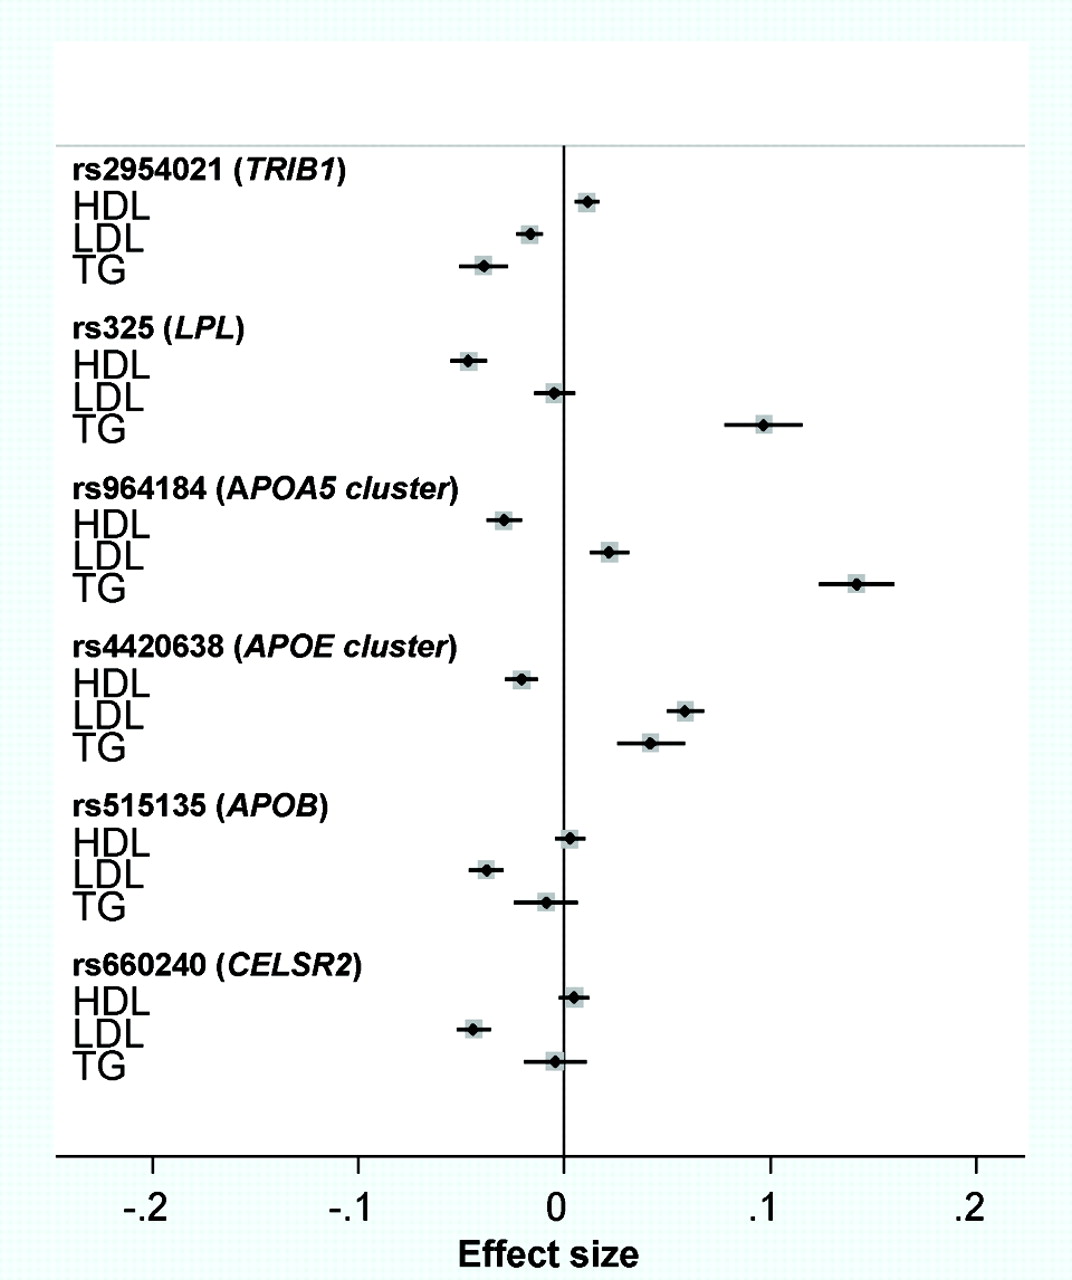 rs2954021 (TRIB1)
HDL
LDL
TG
rs325 (LPL)
HDL
LDL
TG
rs964184 (APOA5 cluster)
HDL
LDL
TG
rs4420638 (APOE cluster)
HDL
LDL
TG
rs515135 (APOB)
HDL
LDL
TG
rs660240 (CELSR2)
HDL
LDL
TG
-.2 -.1 0 .1 .2
Effect size